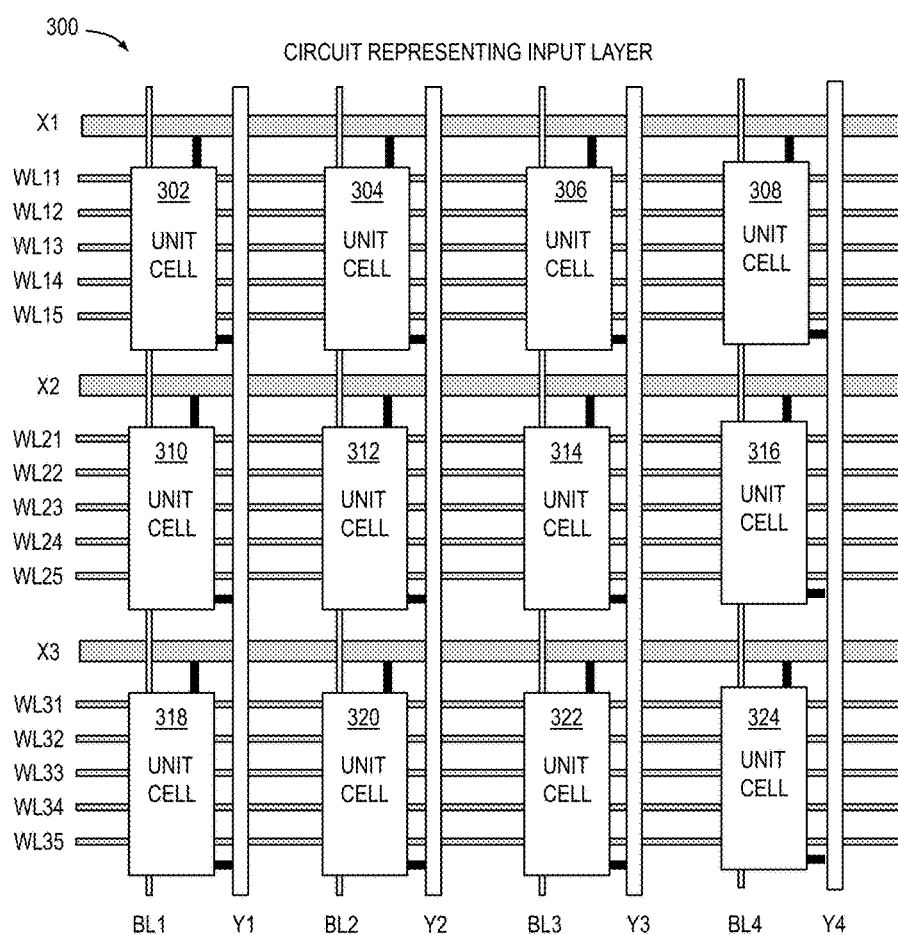 300
CIRCUIT REPRESENTING INPUT LAYER
X1
WL11
WL12
WL13
WL14
WL15
302
UNIT
CELL
304
UNIT
CELL
306
UNIT
CELL
308
UNIT
CELL
X2
WL21
WL22
WL23
WL24
WL25
310
UNIT
CELL
312
UNIT
CELL
314
UNIT
CELL
316
UNIT
CELL
X3
WL31
WL32
WL33
WL34
WL35
318
UNIT
CELL
320
UNIT
CELL
322
UNIT
CELL
324
UNIT
CELL
BL1 Y1 BL2 Y2 BL3 Y3 BL4 Y4